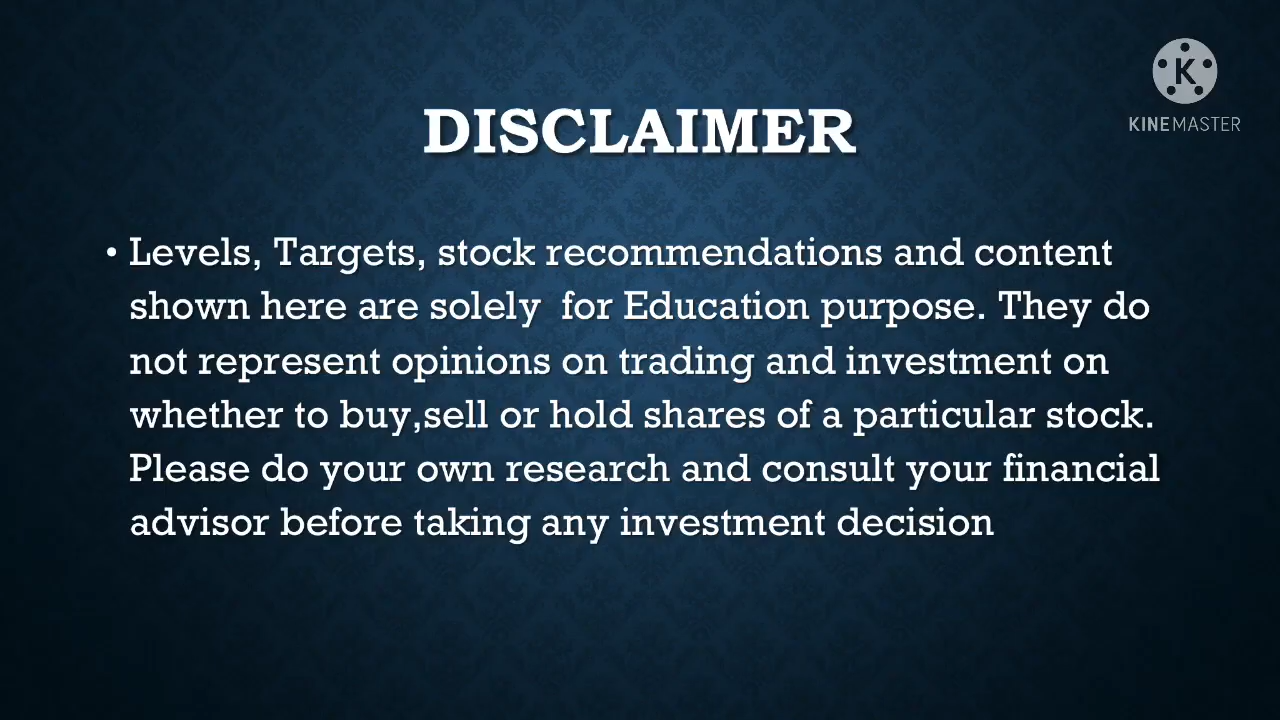 K
KINEMASTER
DISCLAIMER
• Levels, Targets, stock recommendations and content
shown here are solely  for Education purpose. They do
not represent opinions on trading and investment on
whether to buy,sell or hold shares of a particular stock.
Please do your own research and consult your financial
advisor before taking any investment decision